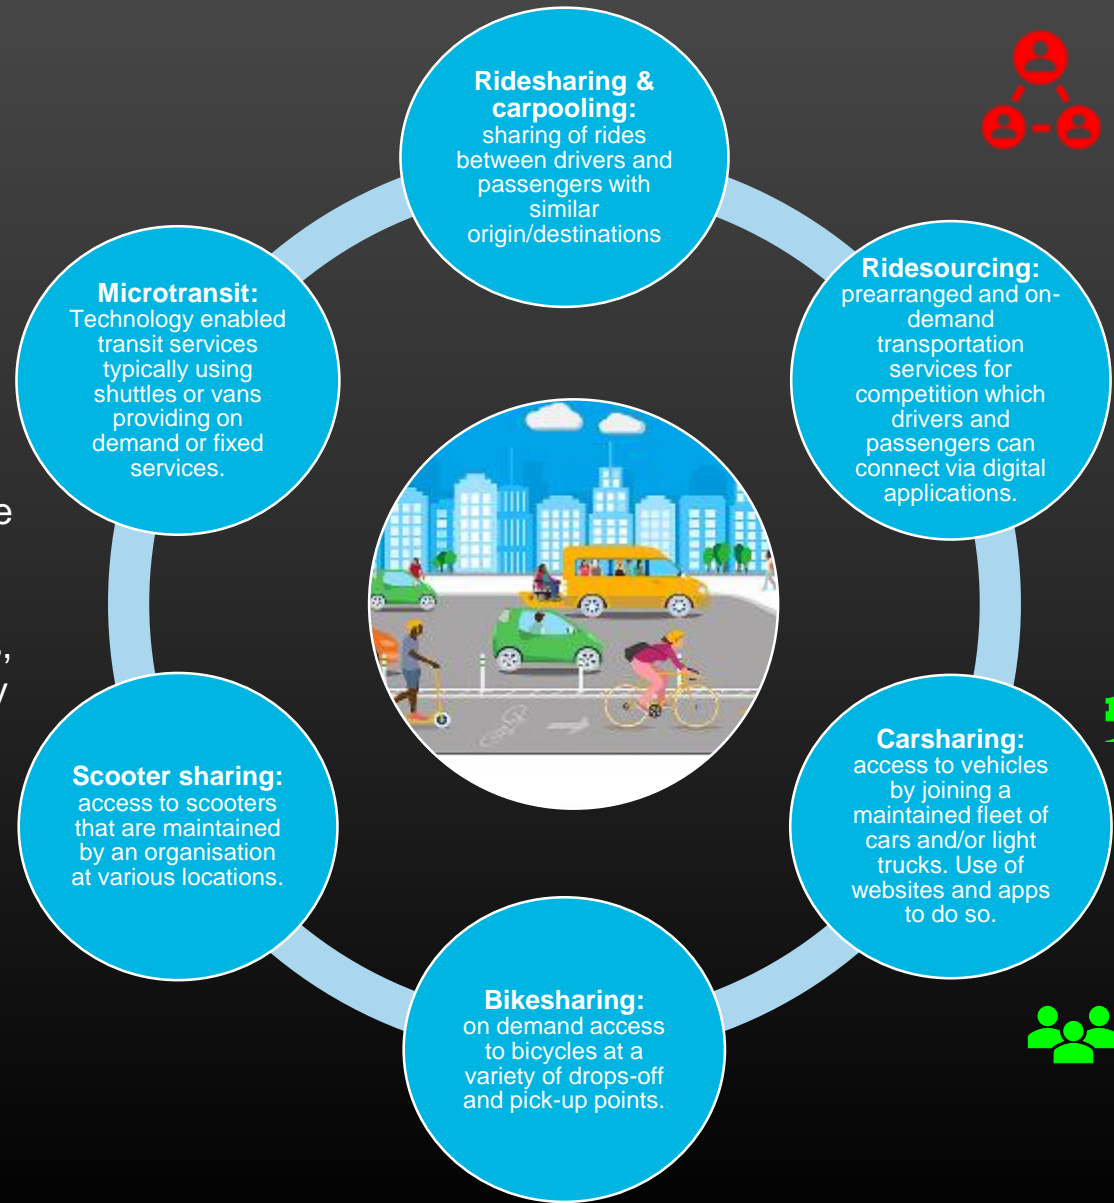 Ridesharing &
carpooling:
sharing of rides
between drivers and
passengers with
similar
origin/destinations
Ridesourcing:
prearranged and on-
demand
transportation
services for
competition which
drivers and
passengers can
connect via digital
applications.
Carsharing:
access to vehicles
by joining a
maintained fleet of
cars and/or light
trucks. Use of
websites and apps
to do so.
Bikesharing:
on demand access
to bicycles at a
variety of drops-off
and pick-up points.
Scooter sharing:
access to scooters
that are maintained
by an organisation
at various locations.
Microtransit:
Technology enabled
transit services
typically using
shuttles or vans
providing on
demand or fixed
services.